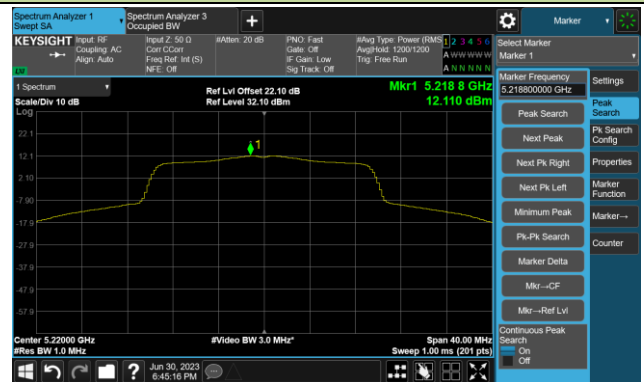 Spectrum Analyzer 1
Swept SA
Spectrum Analyzer 3
Occupied BW
Marker
KEYSIGHT
Input: RF
Coupling: AC
Align: Auto
Input Z: 50 Ω
Corr CCorr
Freq Ref: Int (S)
NFE: Off
#Atten: 20 dB
PNO: Fast
Gate: Off
IF Gain: Low
Sig Track: Off
#Avg Type: Power (RMS
Avg|Hold: 1200/1200
Trig: Free Run
1 2 3 4 5 6
A W W W W W
A N N N N N
LXI
Select Marker
Marker 1
1 Spectrum
Scale/Div 10 dB
Log
Ref Lvl Offset 22.10 dB
Ref Level 32.10 dBm
Mkr1 5.218 8 GHz
12.110 dBm
1
22.1
12.1
2.10
-7.90
-17.9
-27.9
-37.9
-47.9
-57.9
Center 5.22000 GHz
#Res BW 1.0 MHz
#Video BW 3.0 MHz*
Span 40.00 MHz
Sweep 1.00 ms (201 pts)
Marker Frequency
5.218800000 GHz
Peak Search
Next Peak
Next Pk Right
Next Pk Left
Minimum Peak
Pk-Pk Search
Marker Delta
Mkr→CF
Mkr→Ref Lvl
Continuous Peak
Search
On
Off
Settings
Peak
Search
Pk Search
Config
Properties
Marker
Function
Marker→
Counter
Jun 30, 2023
6:45:16 PM